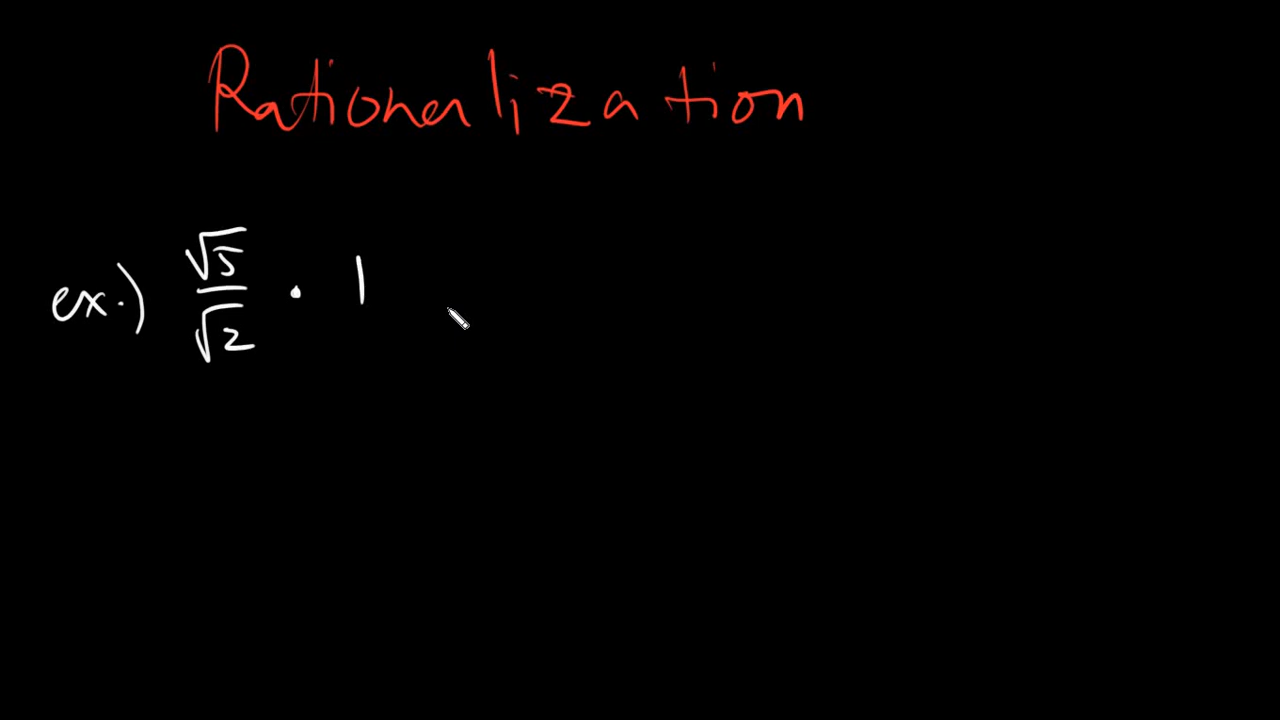 Rationalization
ex.) √5/√2 · 1